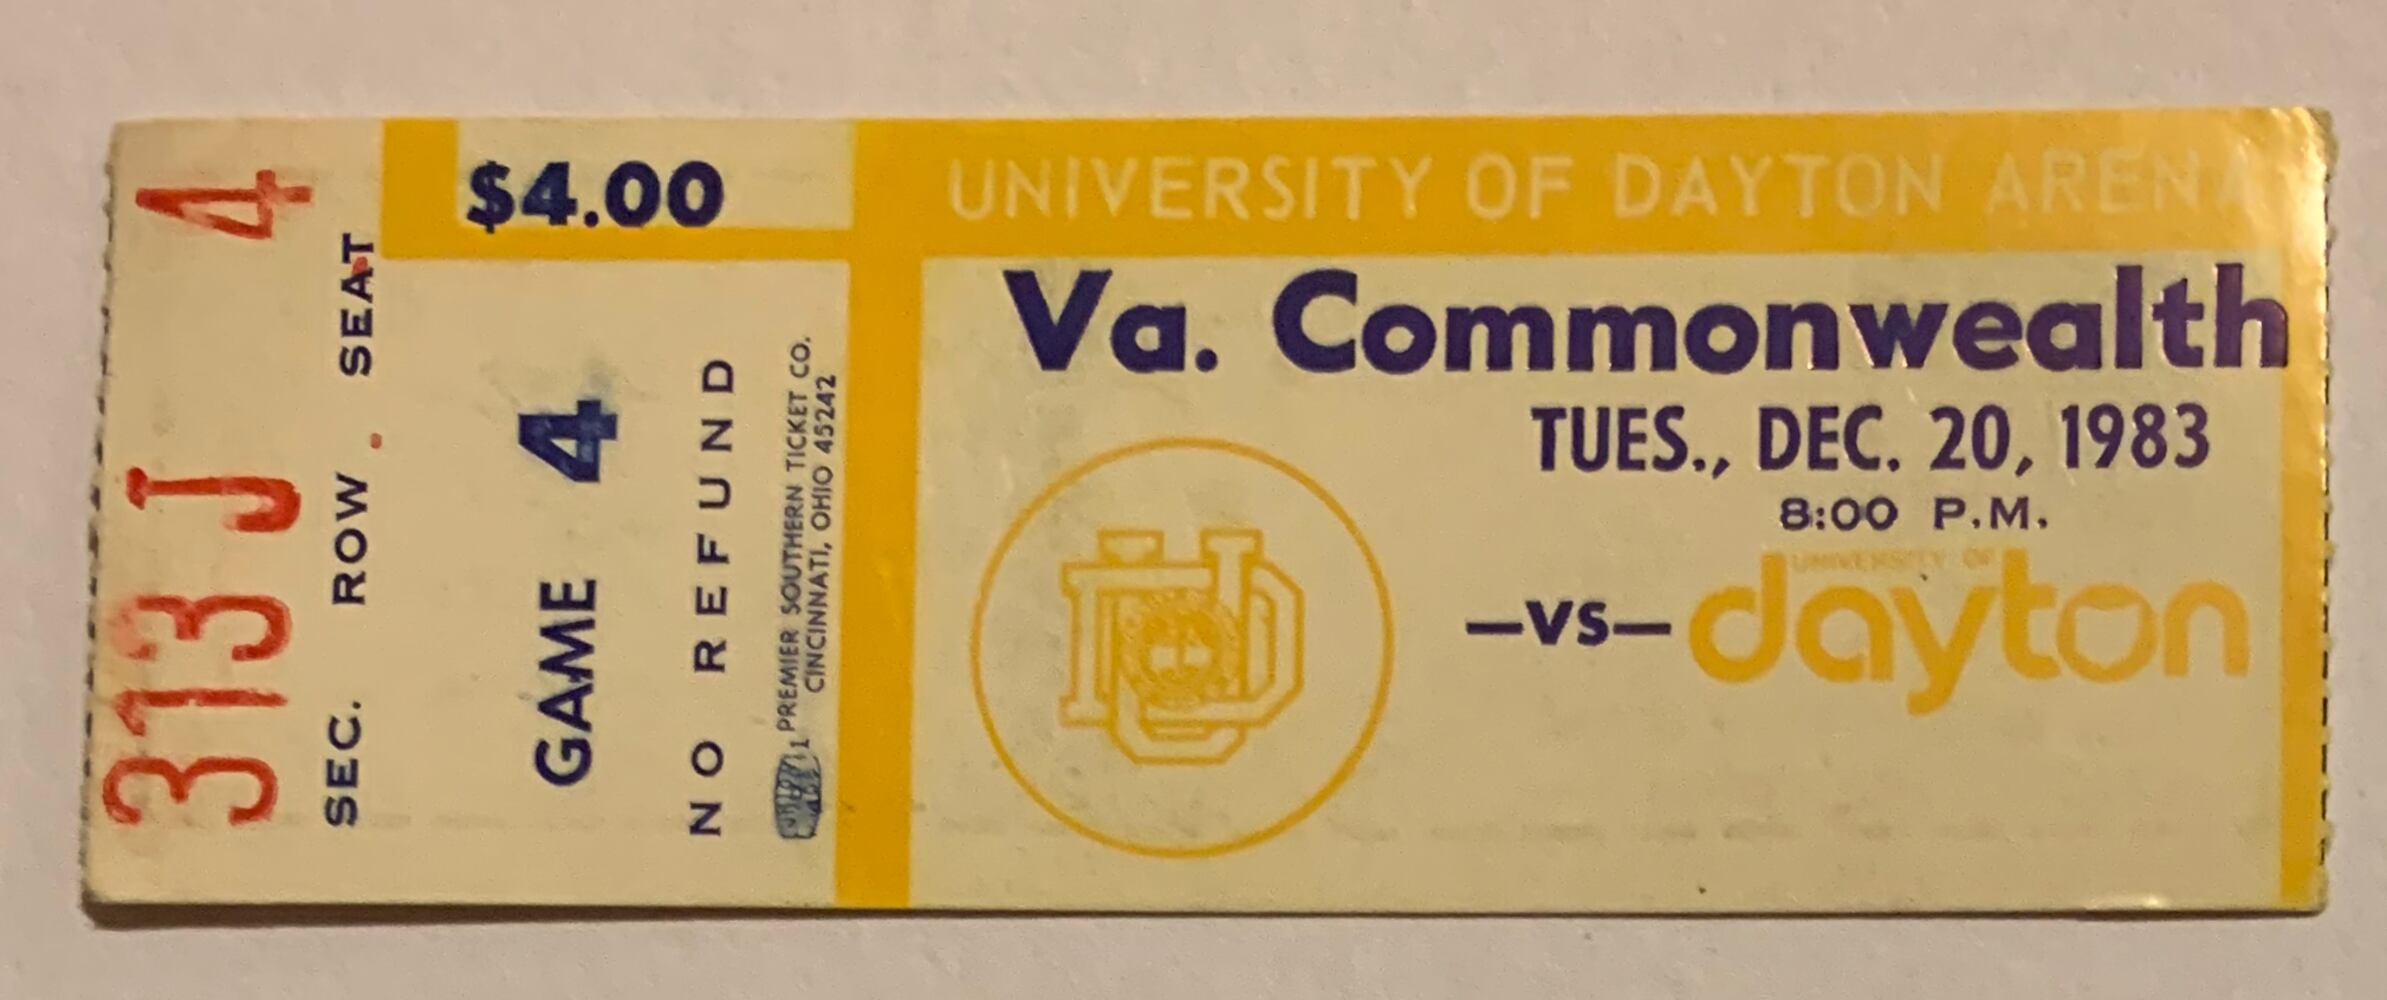 313 J 4
SEC. ROW SEAT
$4.00
GAME 4
NO REFUND
PREMIER SOUTHERN TICKET CO.
CINCINNATI, OHIO 45242
UNIVERSITY OF DAYTON ARENA
Va. Commonwealth
TUES., DEC. 20, 1983
8:00 P.M.
UD
UNIVERSITY OF
—VS— dayton